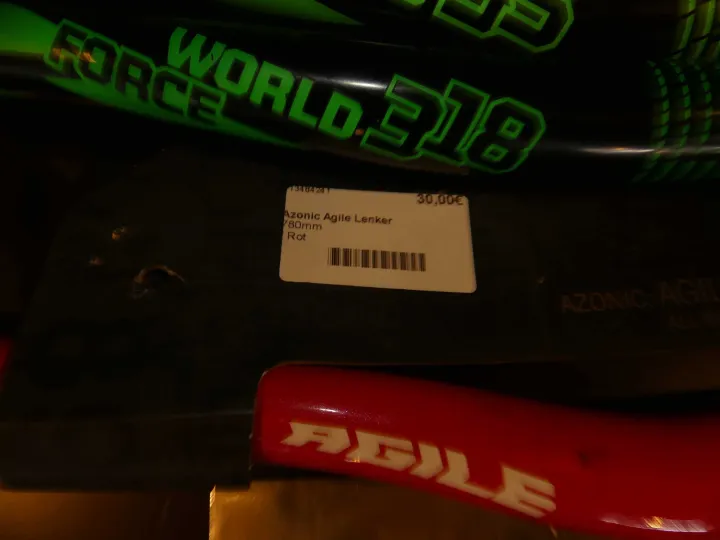 WORLD
FORCE
318
30,00€
Azonic Agile Lenker
780mm
Rot
AZONIC AGIL
AGILE